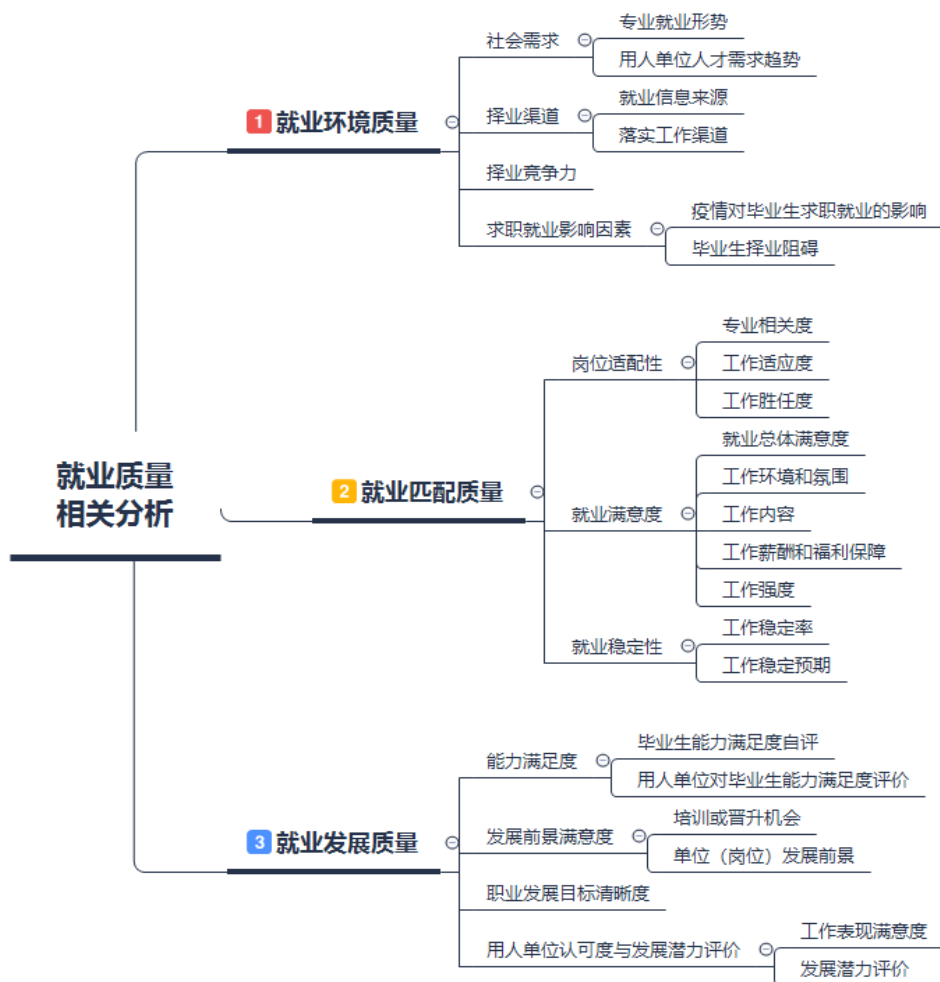 就业质量
相关分析
1 就业环境质量
社会需求
专业就业形势
用人单位人才需求趋势
择业渠道
就业信息来源
落实工作渠道
择业竞争力
求职就业影响因素
疫情对毕业生求职就业的影响
毕业生择业阻碍
2 就业匹配质量
岗位适配性
专业相关度
工作适应度
工作胜任度
就业满意度
就业总体满意度
工作环境和氛围
工作内容
工作薪酬和福利保障
工作强度
就业稳定性
工作稳定率
工作稳定预期
3 就业发展质量
能力满足度
毕业生能力满足度自评
用人单位对毕业生能力满足度评价
发展前景满意度
培训或晋升机会
单位（岗位）发展前景
职业发展目标清晰度
用人单位认可度与发展潜力评价
工作表现满意度
发展潜力评价